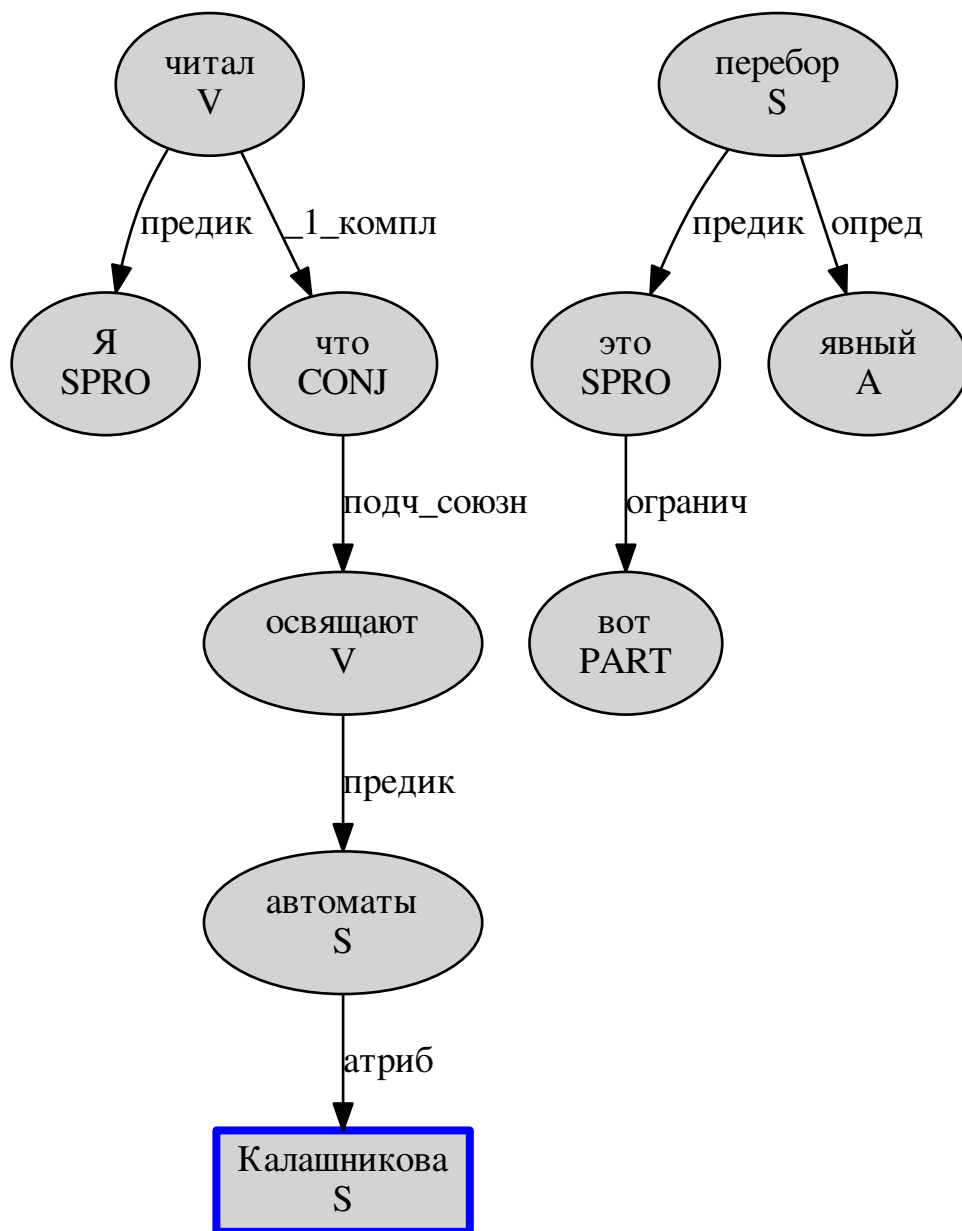 читал
V
перебор
S
предик
_1_компл
предик
опред
Я
SPRO
что
CONJ
это
SPRO
явный
A
подч_союзн
огранич
освящают
V
вот
PART
предик
автоматы
S
атриб
Калашникова
S